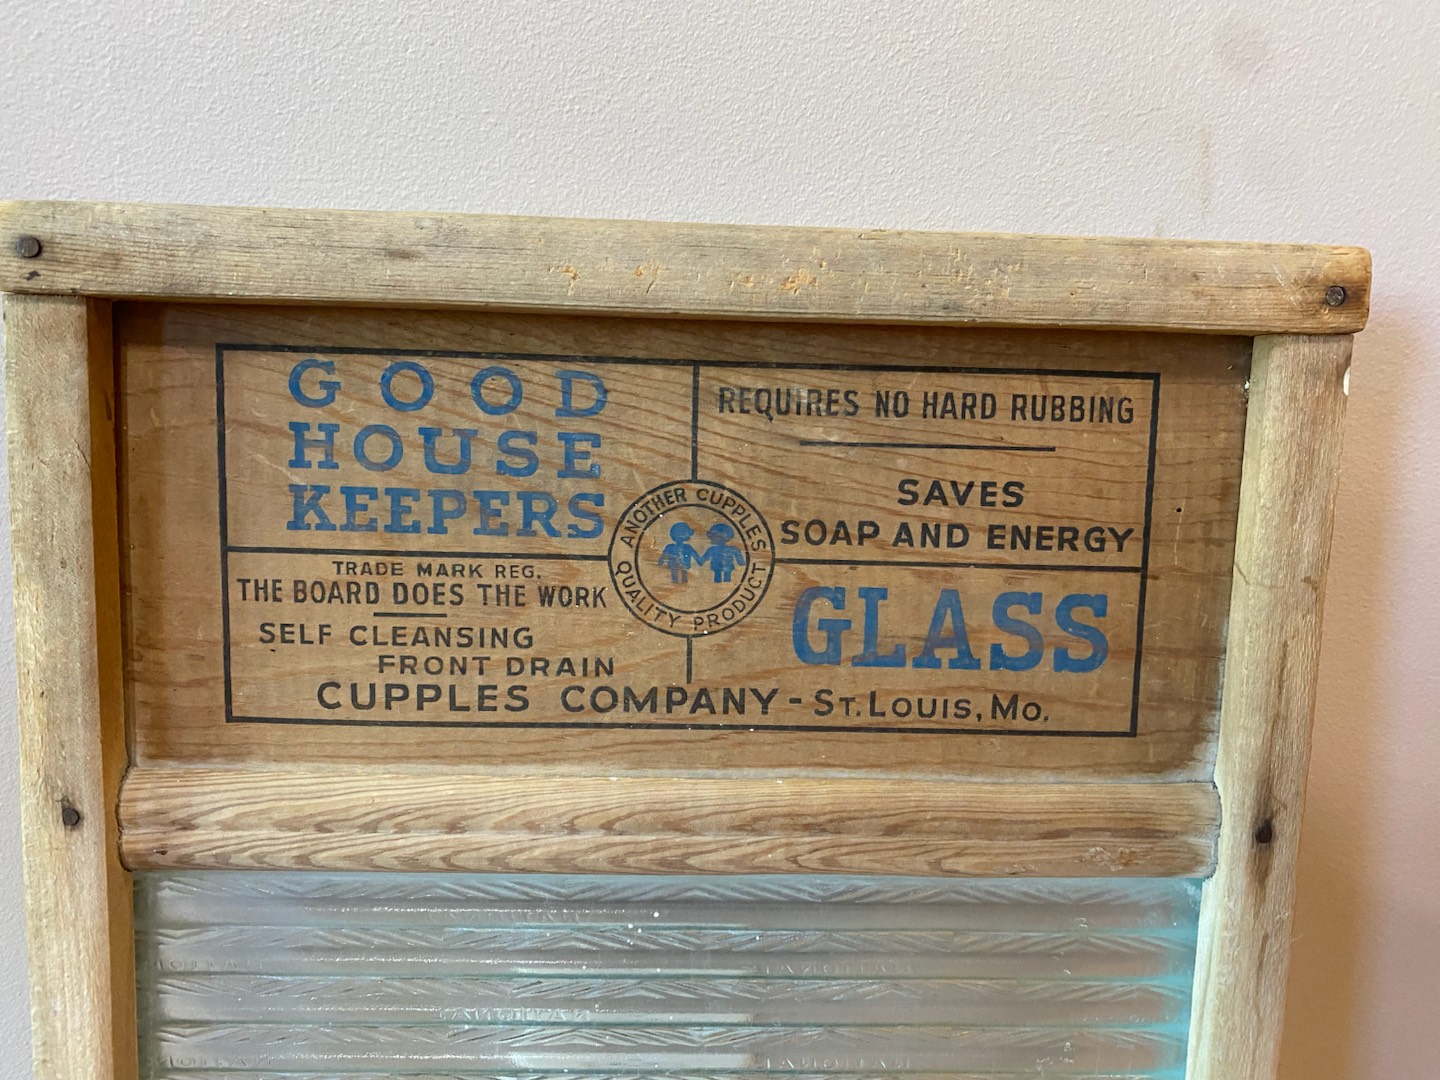 GOOD
HOUSE
KEEPERS
TRADE MARK REG.
THE BOARD DOES THE WORK
SELF CLEANSING
FRONT DRAIN
ANOTHER CUPPLES
QUALITY PRODUCT
REQUIRES NO HARD RUBBING
SAVES
SOAP AND ENERGY
GLASS
CUPPLES COMPANY - ST. LOUIS, MO.